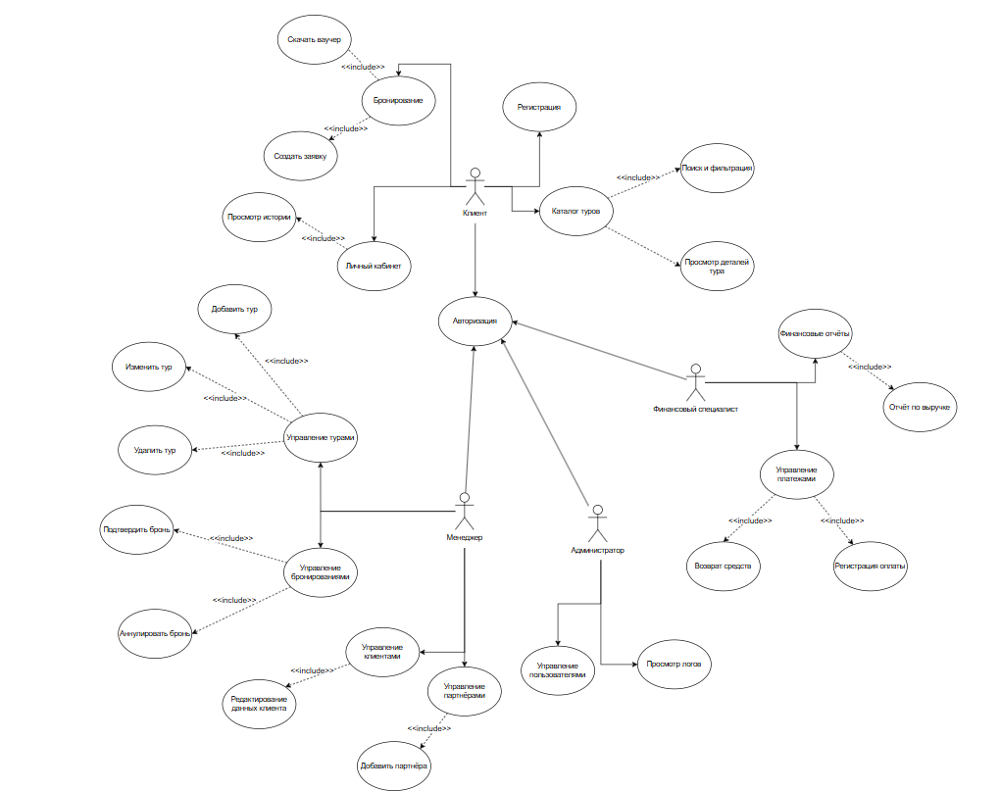 Скачать ваучер
<<include>>
Бронирование
Регистрация
<<include>>
Создать заявку
Поиск и фильтрация
<<include>>
Клиент
Каталог туров
Просмотр истории
<<include>>
Личный кабинет
Просмотр деталей
тура
Добавить тур
Авторизация
Финансовые отчёты
<<include>>
Изменить тур
<<include>>
<<include>>
Финансовый специалист
Отчёт по выручке
Управление турами
Удалить тур
<<include>>
Управление
платежами
Подтвердить бронь
<<include>>
Менеджер
Администратор
<<include>>
<<include>>
Управление
бронированиями
Возврат средств
Регистрация оплаты
<<include>>
Аннулировать бронь
Управление
клиентами
<<include>>
Управление
пользователями
Просмотр логов
Редактирование
данных клиента
Управление
партнёрами
<<include>>
Добавить партнёра